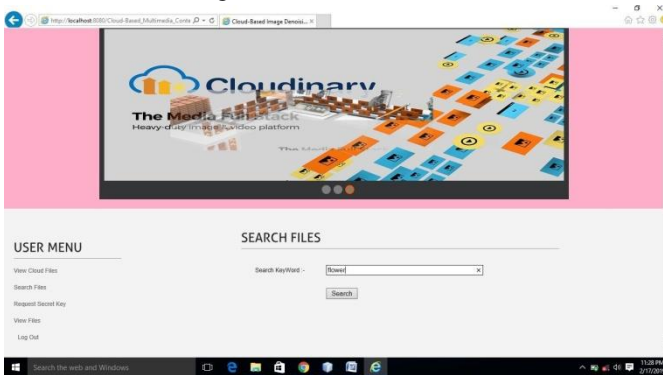 http://localhost:8080/Cloud-Based_Multimedia_Conte
Cloud-Based Image Denoisi...
Cloudinary
The Media Full Stack
Heavy-duty image & video platform
SEARCH FILES
USER MENU
Search KeyWord :-
flower
Search
View Cloud Files
Search Files
Request Secret Key
View Files
Log Out
Search the web and Windows
11:28 PM